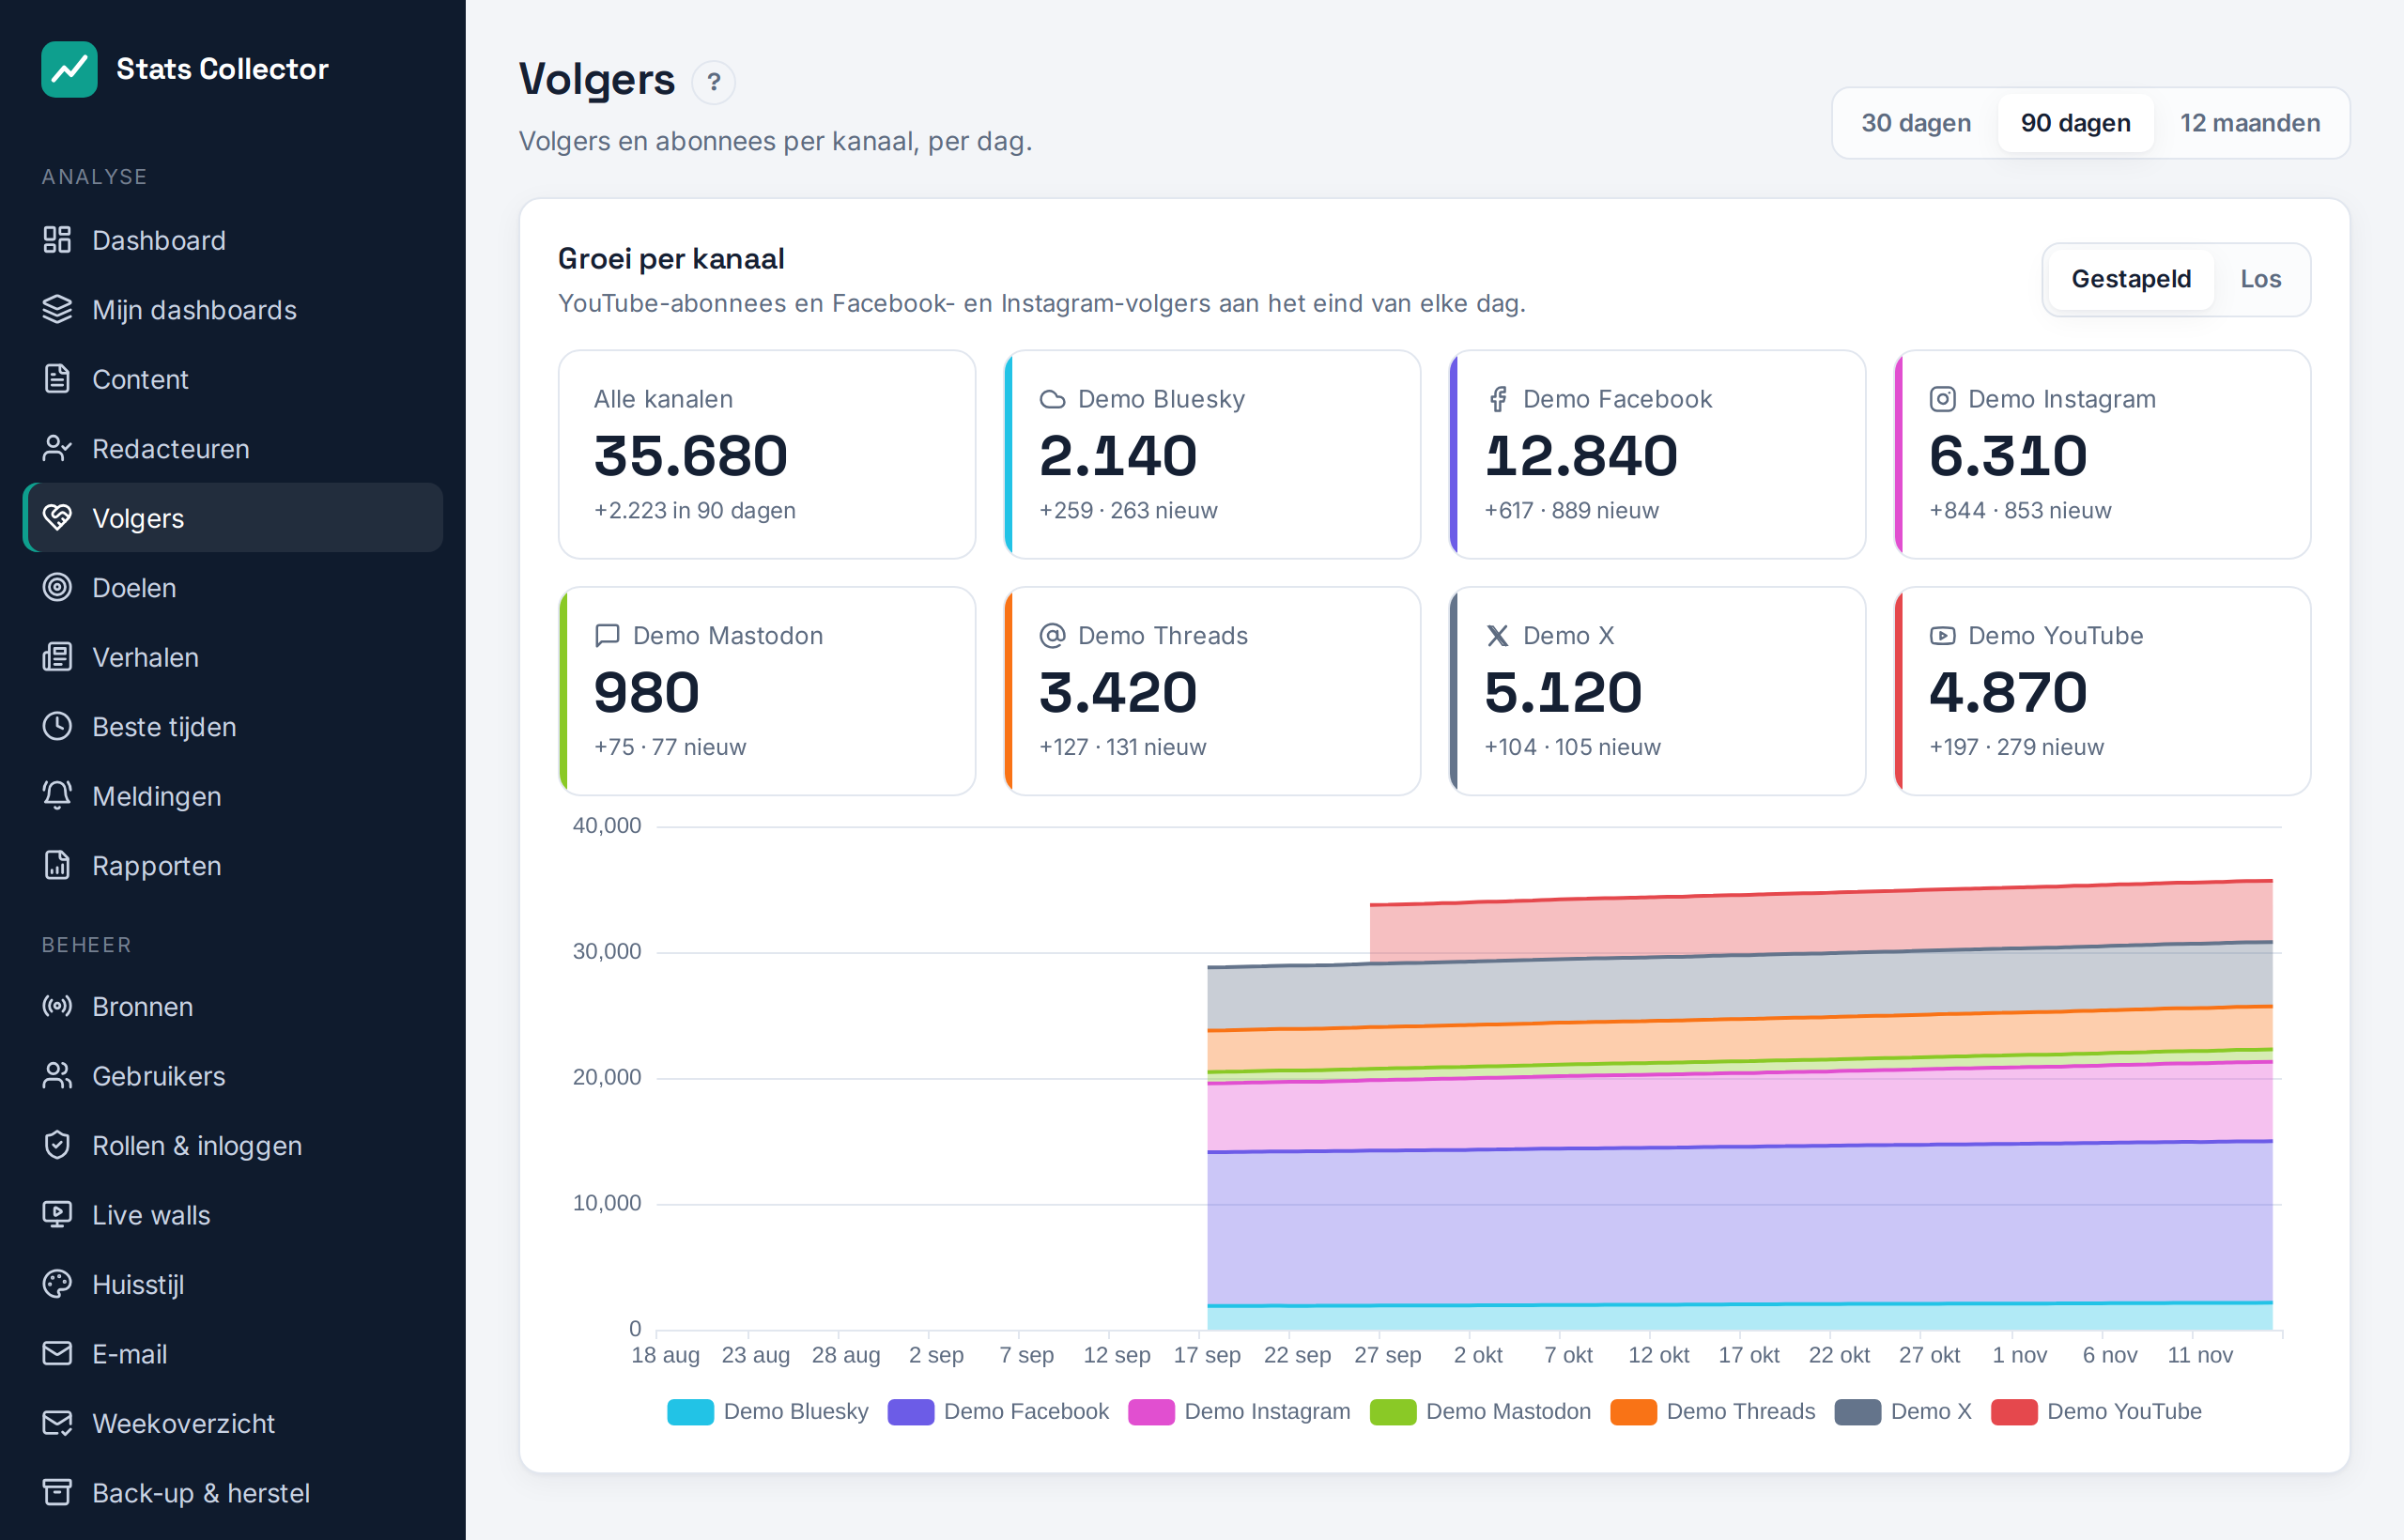 Stats Collector
ANALYSE
Dashboard
Mijn dashboards
Content
Redacteuren
Volgers
Doelen
Verhalen
Beste tijden
Meldingen
Rapporten
BEHEER
Bronnen
Gebruikers
Rollen & inloggen
Live walls
Huisstijl
E-mail
Weekoverzicht
Back-up & herstel
Volgers ?
Volgers en abonnees per kanaal, per dag.
30 dagen 90 dagen 12 maanden
Groei per kanaal
YouTube-abonnees en Facebook- en Instagram-volgers aan het eind van elke dag.
Gestapeld Los
Alle kanalen
35.680
+2.223 in 90 dagen
Demo Bluesky
2.140
+259 · 263 nieuw
Demo Facebook
12.840
+617 · 889 nieuw
Demo Instagram
6.310
+844 · 853 nieuw
Demo Mastodon
980
+75 · 77 nieuw
Demo Threads
3.420
+127 · 131 nieuw
Demo X
5.120
+104 · 105 nieuw
Demo YouTube
4.870
+197 · 279 nieuw
40,000
30,000
20,000
10,000
0
18 aug 23 aug 28 aug 2 sep 7 sep 12 sep 17 sep 22 sep 27 sep 2 okt 7 okt 12 okt 17 okt 22 okt 27 okt 1 nov 6 nov 11 nov
Demo Bluesky Demo Facebook Demo Instagram Demo Mastodon Demo Threads Demo X Demo YouTube